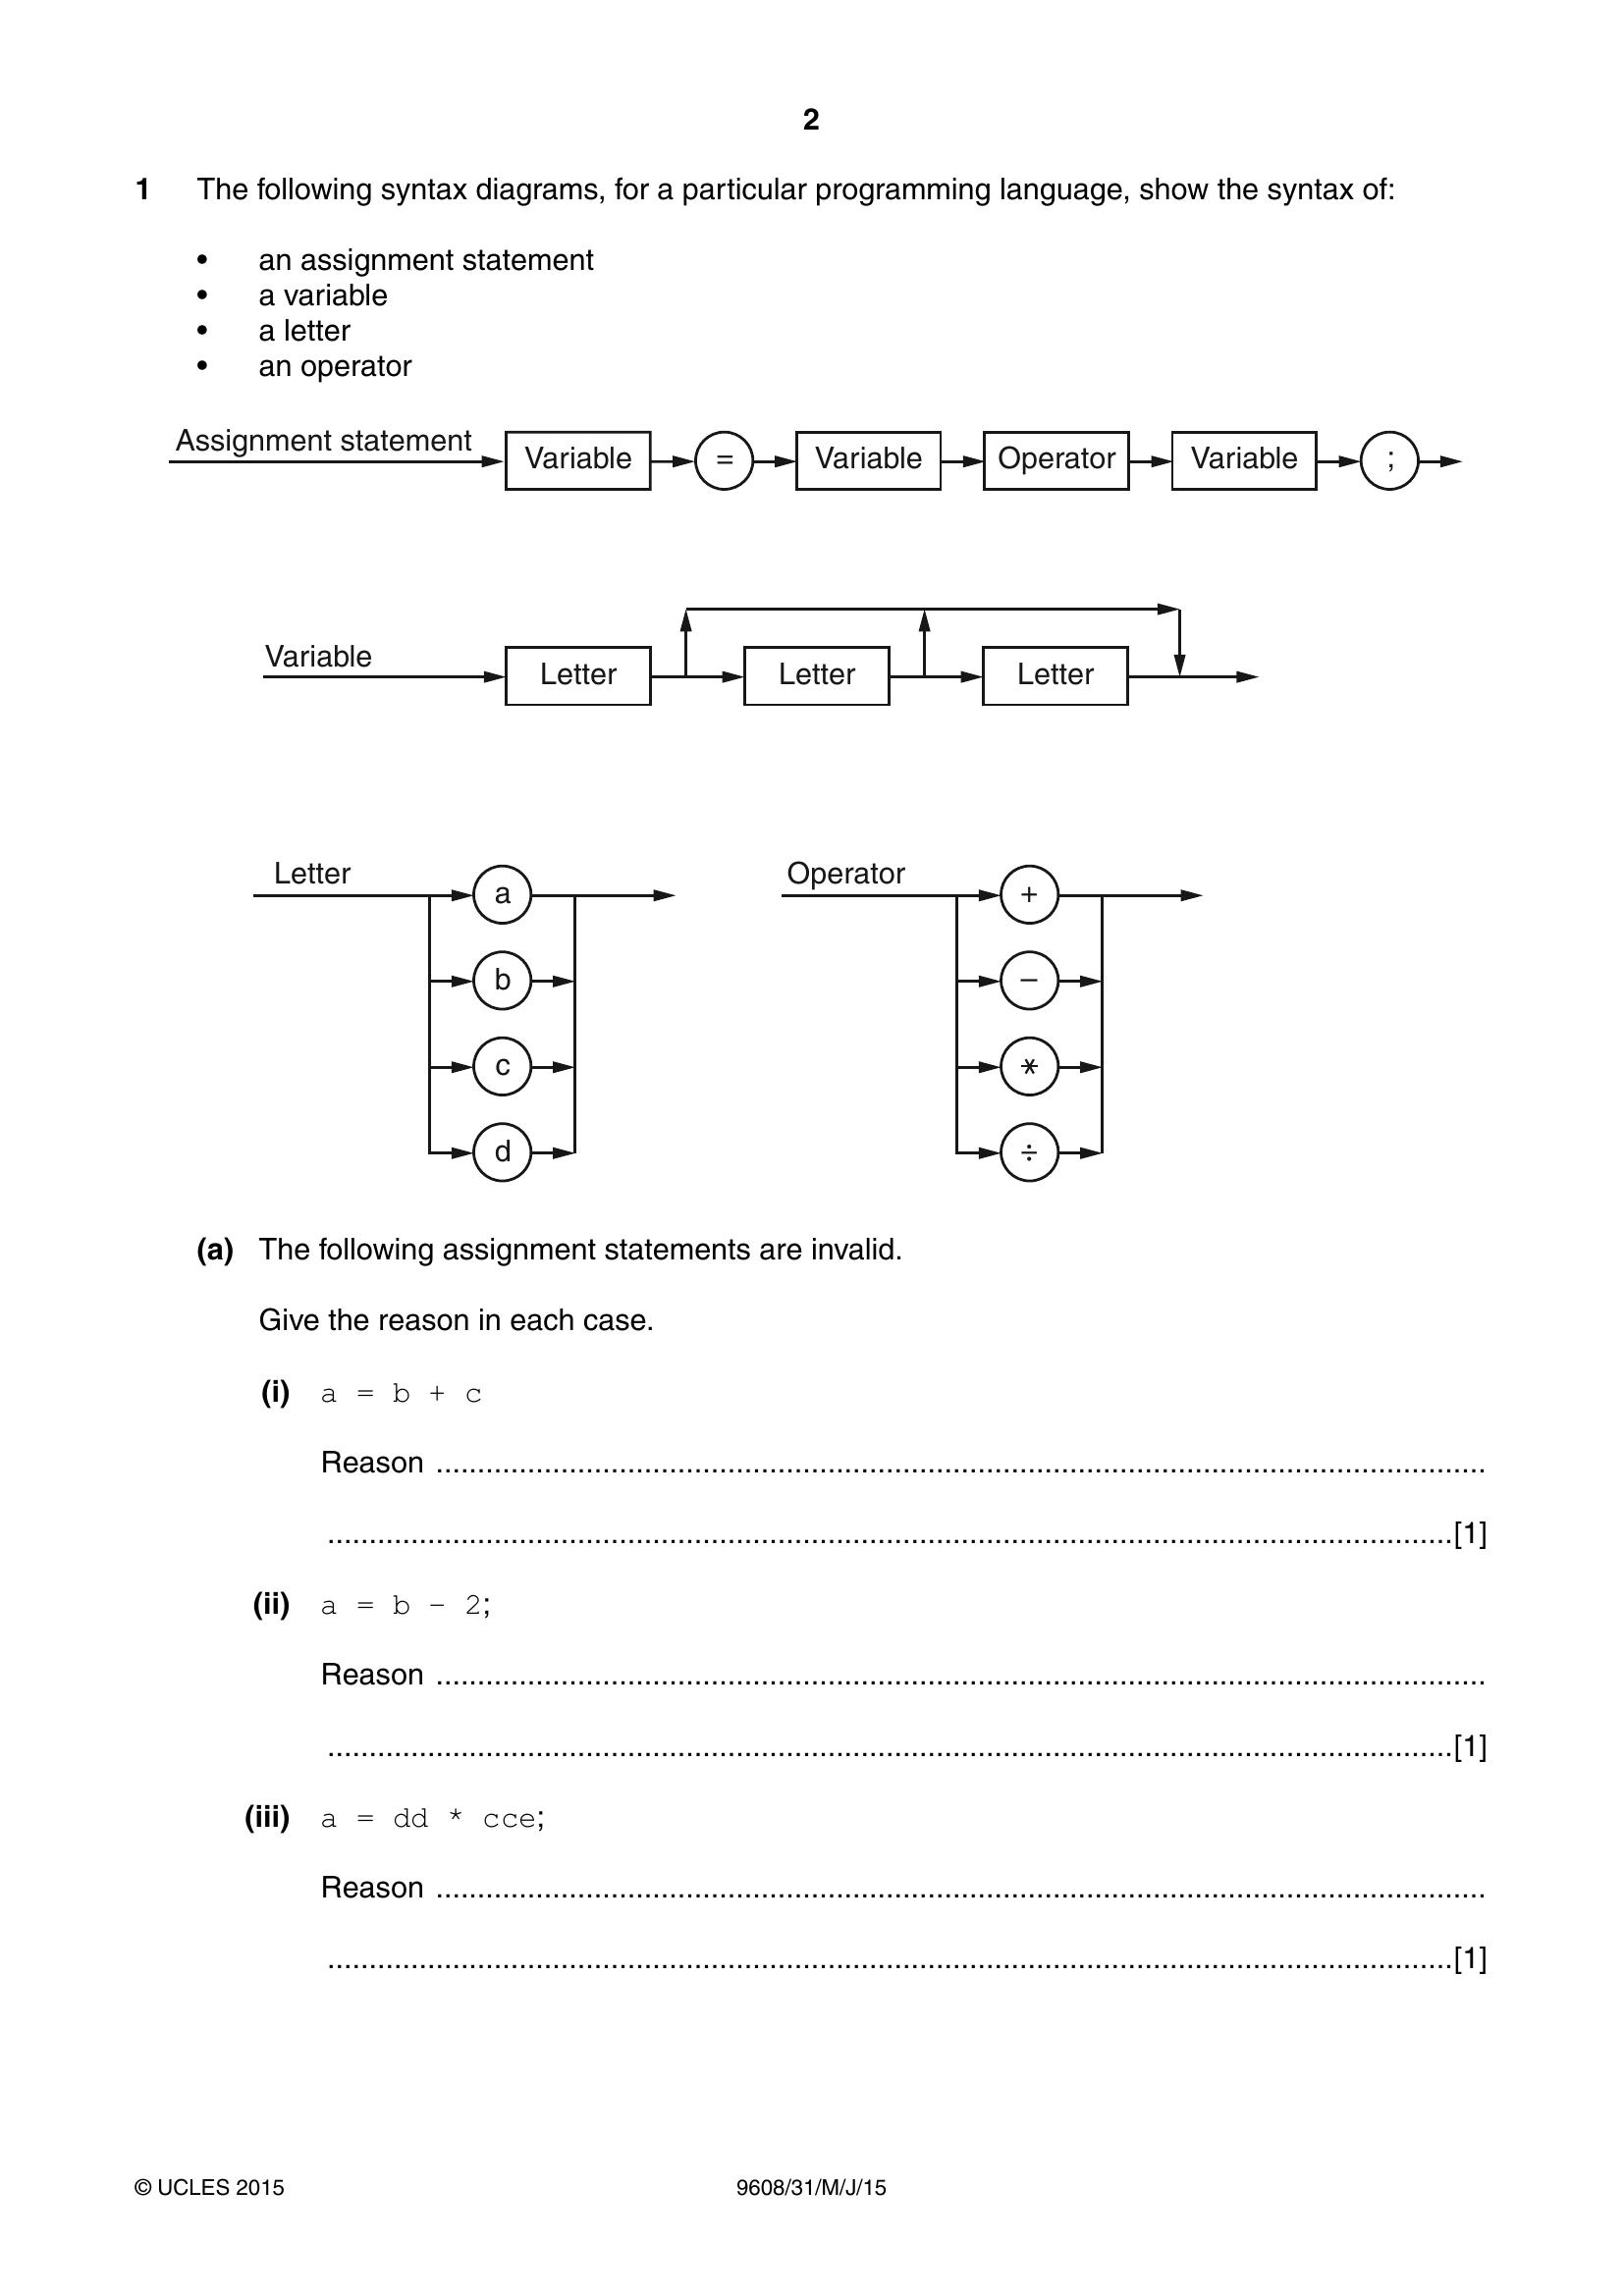 2
1 The following syntax diagrams, for a particular programming language, show the syntax of:
• an assignment statement
• a variable
• a letter
• an operator
Assignment statement Variable = Variable Operator Variable ;
Variable Letter Letter Letter
Letter a
b
c
d
Operator +
–
*
÷
(a) The following assignment statements are invalid.
Give the reason in each case.
(i) a = b + c
Reason ................................................................
................................................................[1]
(ii) a = b – 2;
Reason ................................................................
................................................................[1]
(iii) a = dd * cce;
Reason ................................................................
................................................................[1]
© UCLES 2015 9608/31/M/J/15